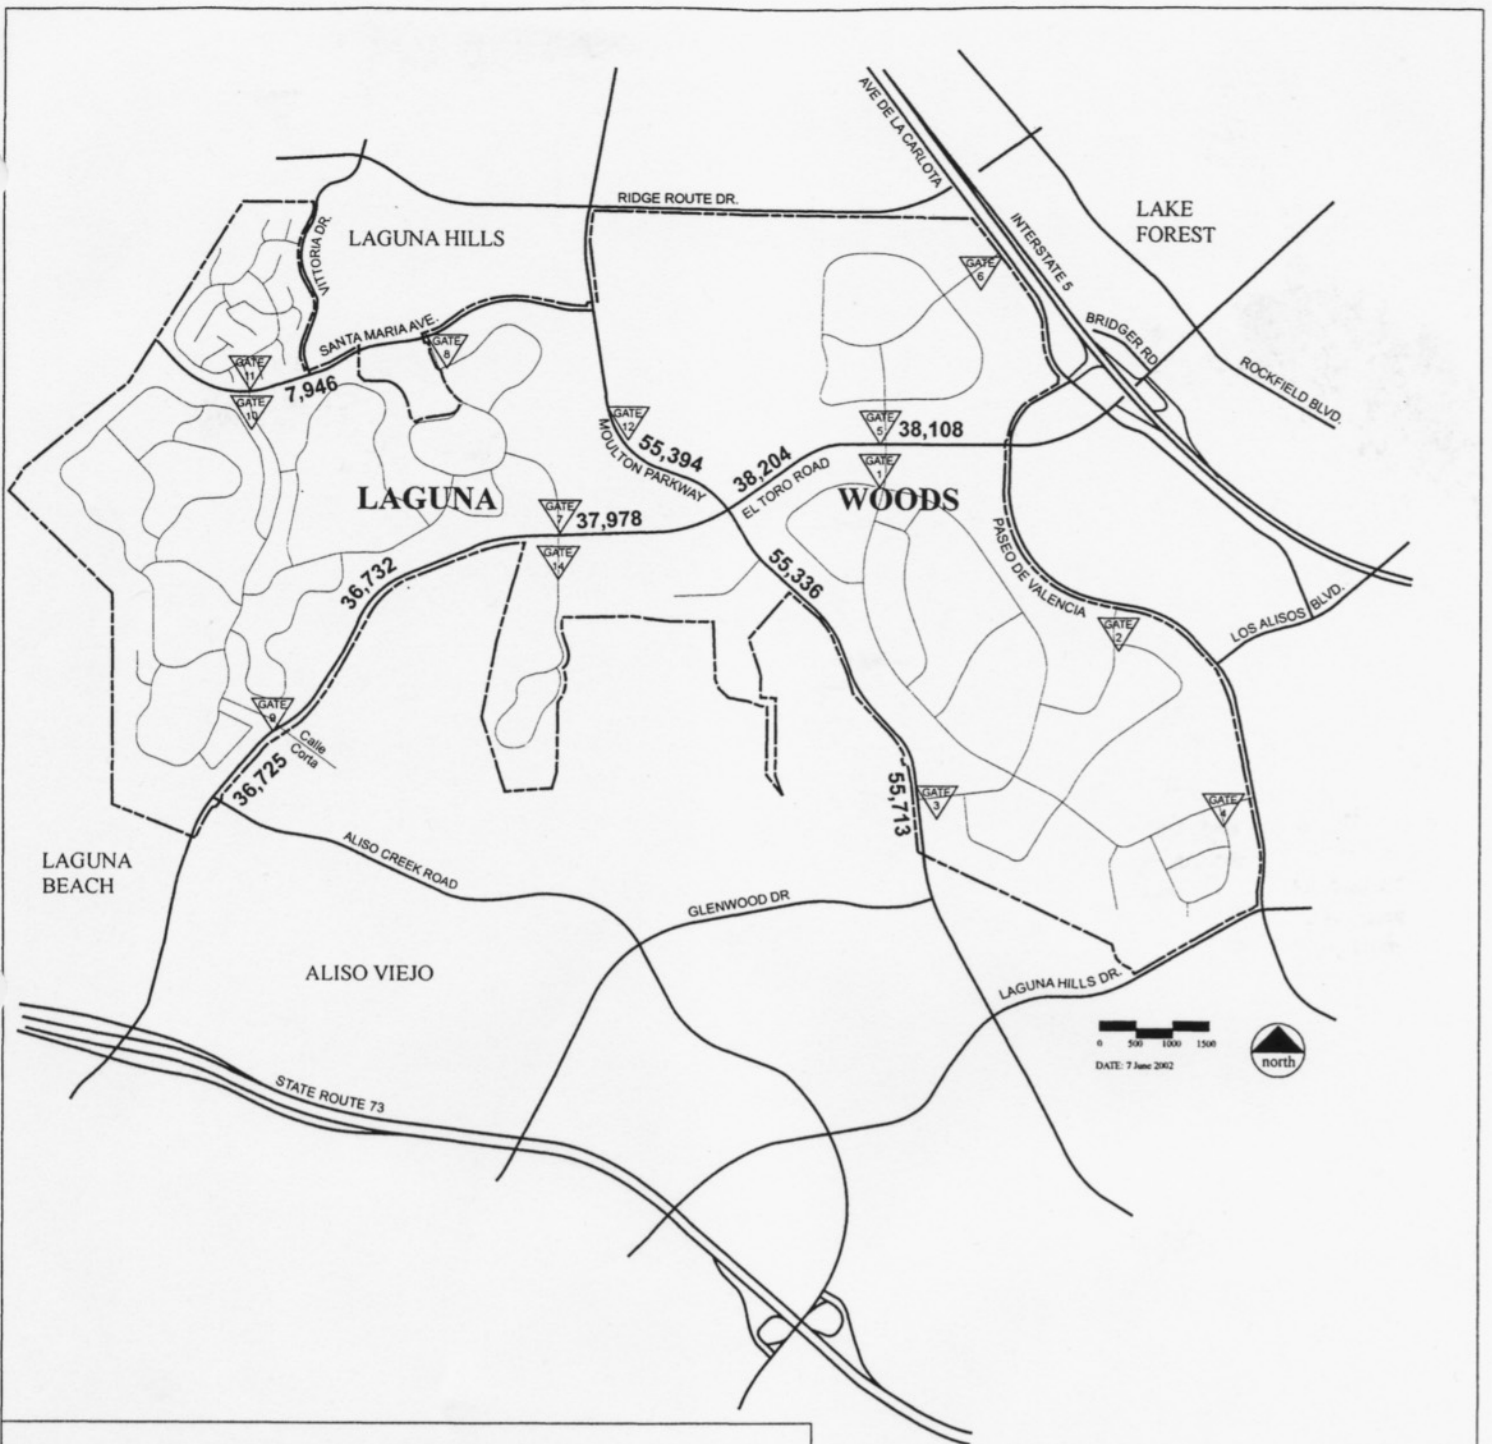 AVE DE LA CARLOTA
RIDGE ROUTE DR.
LAKE
FOREST
INTERSTATE 5
VITTORIA DR.
LAGUNA HILLS
GATE
6
SANTA MARIA AVE.
GATE
8
BRIDGER RD.
ROCKFIELD BLVD.
GATE
11
7,946
GATE
10
GATE
12
MOULTON PARKWAY
55,394
38,204
EL TORO ROAD
GATE
5
38,108
GATE
1
LAGUNA
WOODS
GATE
7
37,978
GATE
14
36,732
55,336
PASEO DE VALENCIA
GATE
2
LOS ALISOS BLVD.
GATE
9
Calle
Corta
36,725
55,713
GATE
3
GATE
4
LAGUNA
BEACH
ALISO CREEK ROAD
GLENWOOD DR
ALISO VIEJO
LAGUNA HILLS DR.
0 500 1000 1500
DATE: 7 June 2002
north
STATE ROUTE 73